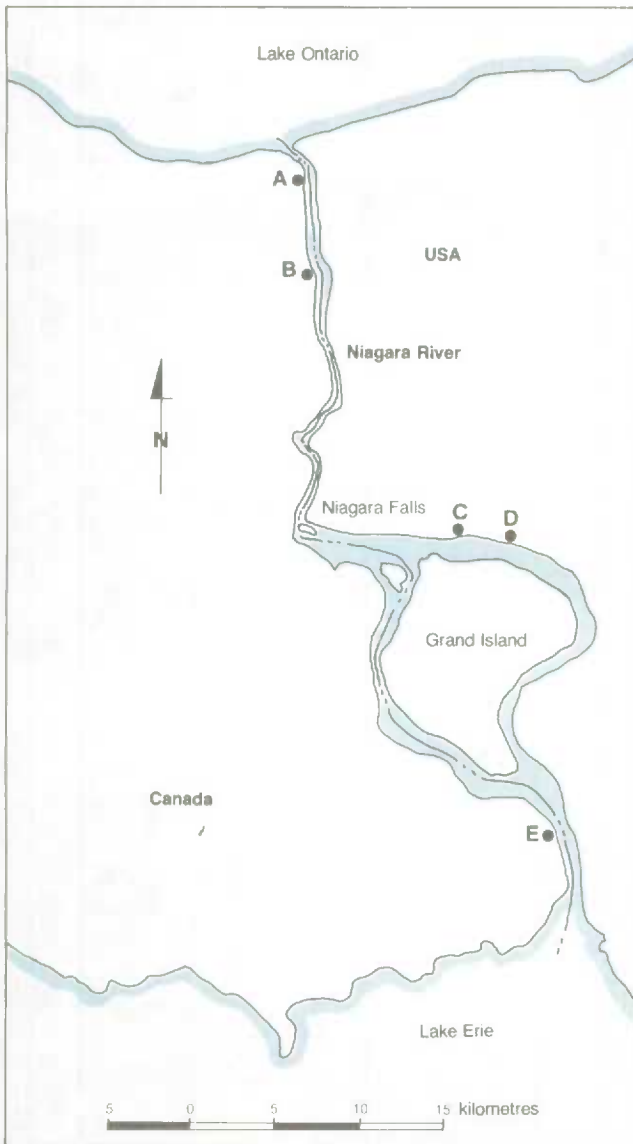 Lake Ontario
A
B
USA
Niagara River
N
Niagara Falls
C
D
Grand Island
Canada
E
Lake Erie
5 0 5 10 15 kilometres